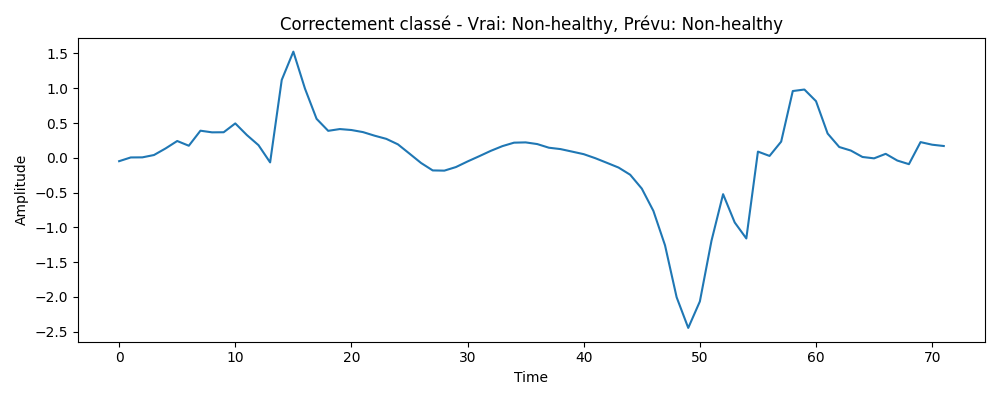 Correctement classé - Vrai: Non-healthy, Prévu: Non-healthy
1.5
1.0
0.5
0.0
−0.5
−1.0
−1.5
−2.0
−2.5
Amplitude
0 10 20 30 40 50 60 70
Time